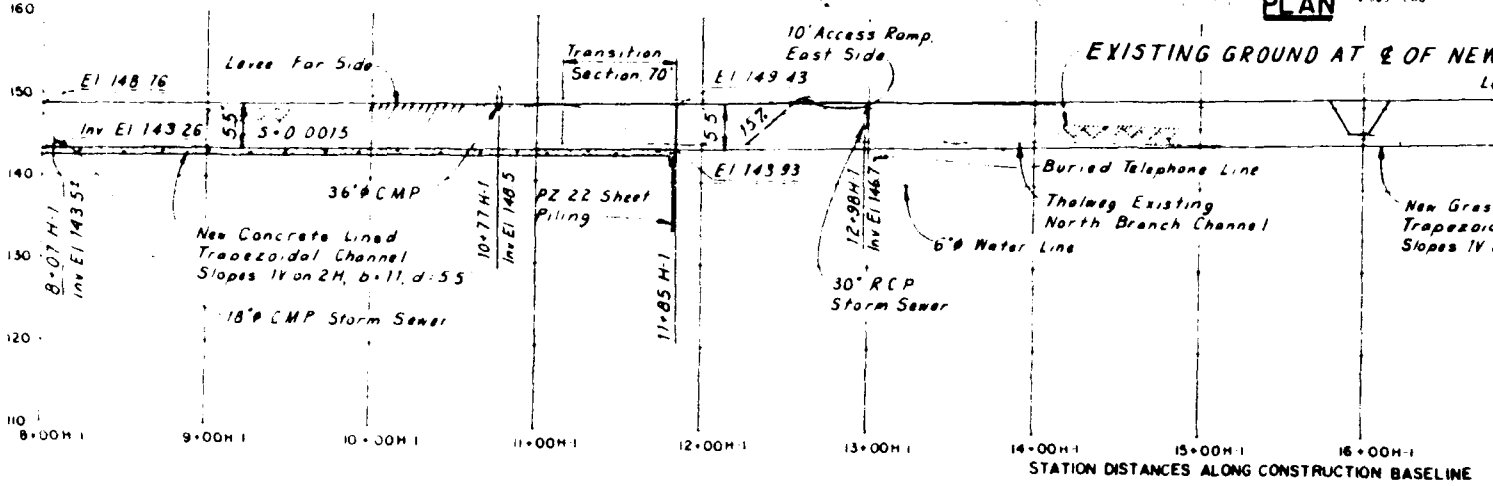 PLAN
160
150
140
130
120
110
El 148 76
Levee Far Side
Transition
Section, 70'
10' Access Ramp,
East Side
EXISTING GROUND AT ℄ OF NEW
El 149 43
Inv El 143 26
5.5
S=0.0015
5.5
15%
El 143 93
Buried Telephone Line
Thalweg Existing
North Branch Channel
36"φ CMP
PZ 22 Sheet
Piling
8+07 H-1
Inv El 143.5±
10+77 H-1
Inv El 148.5
12+98 H-1
Inv El 146.7
New Concrete Lined
Trapezoidal Channel
Slopes 1V on 2H, b=11, d=5.5
6"φ Water Line
New Gras
Trapezoid
Slopes 1V
18"φ CMP Storm Sewer
11+85 H-1
30" RCP
Storm Sewer
8+00 H-1
9+00 H-1
10+00 H-1
11+00 H-1
12+00 H-1
13+00 H-1
14+00 H-1
15+00 H-1
16+00 H-1
STATION DISTANCES ALONG CONSTRUCTION BASELINE